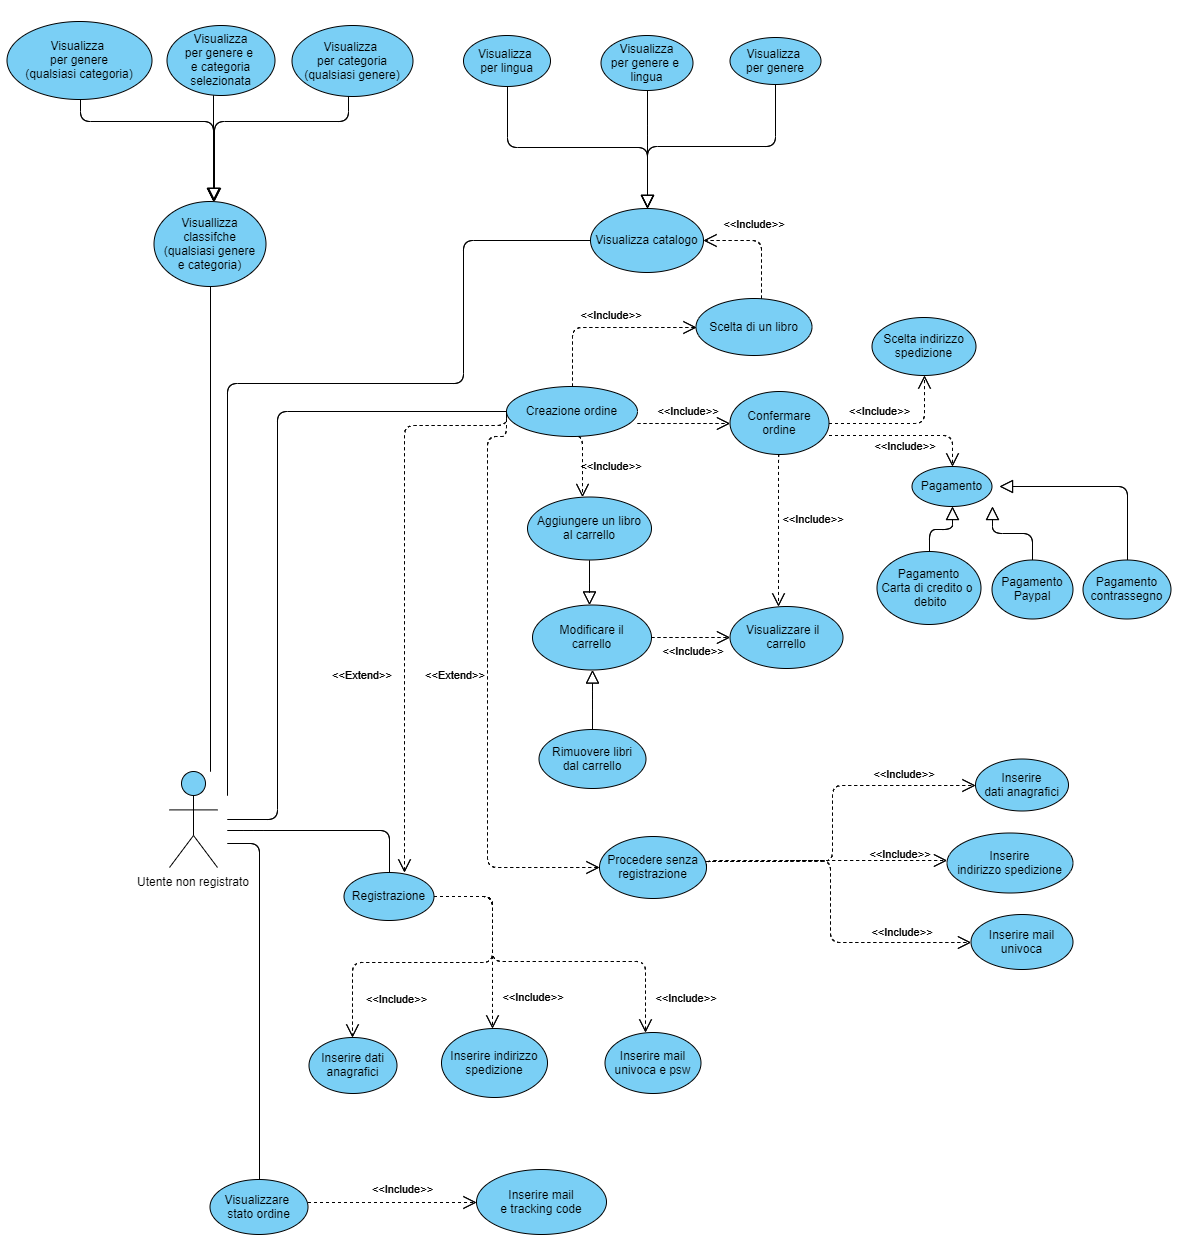 Visualizza
per genere
(qualsiasi categoria)
Visualizza
per genere e
e categoria
selezionata
Visualizza
per categoria
(qualsiasi genere)
Visualizza
per lingua
Visualizza
per genere e
lingua
Visualizza
per genere
Visuallizza
classifche
(qualsiasi genere
e categoria)
Visualizza catalogo
<<Include>>
<<Include>>
Scelta di un libro
Scelta indirizzo
spedizione
Creazione ordine
<<Include>>
Confermare
ordine
<<Include>>
<<Include>>
<<Include>>
Pagamento
Aggiungere un libro
al carrello
<<Include>>
Pagamento
Carta di credito o
debito
Pagamento
Paypal
Pagamento
contrassegno
Modificare il
carrello
<<Include>>
Visualizzare il
carrello
<<Extend>>
<<Extend>>
Rimuovere libri
dal carrello
<<Include>>
Inserire
dati anagrafici
Utente non registrato
Procedere senza
registrazione
<<Include>>
Inserire
indirizzo spedizione
Registrazione
<<Include>>
Inserire mail
univoca
<<Include>>
<<Include>>
<<Include>>
Inserire dati
anagrafici
Inserire indirizzo
spedizione
Inserire mail
univoca e psw
Visualizzare
stato ordine
<<Include>>
Inserire mail
e tracking code